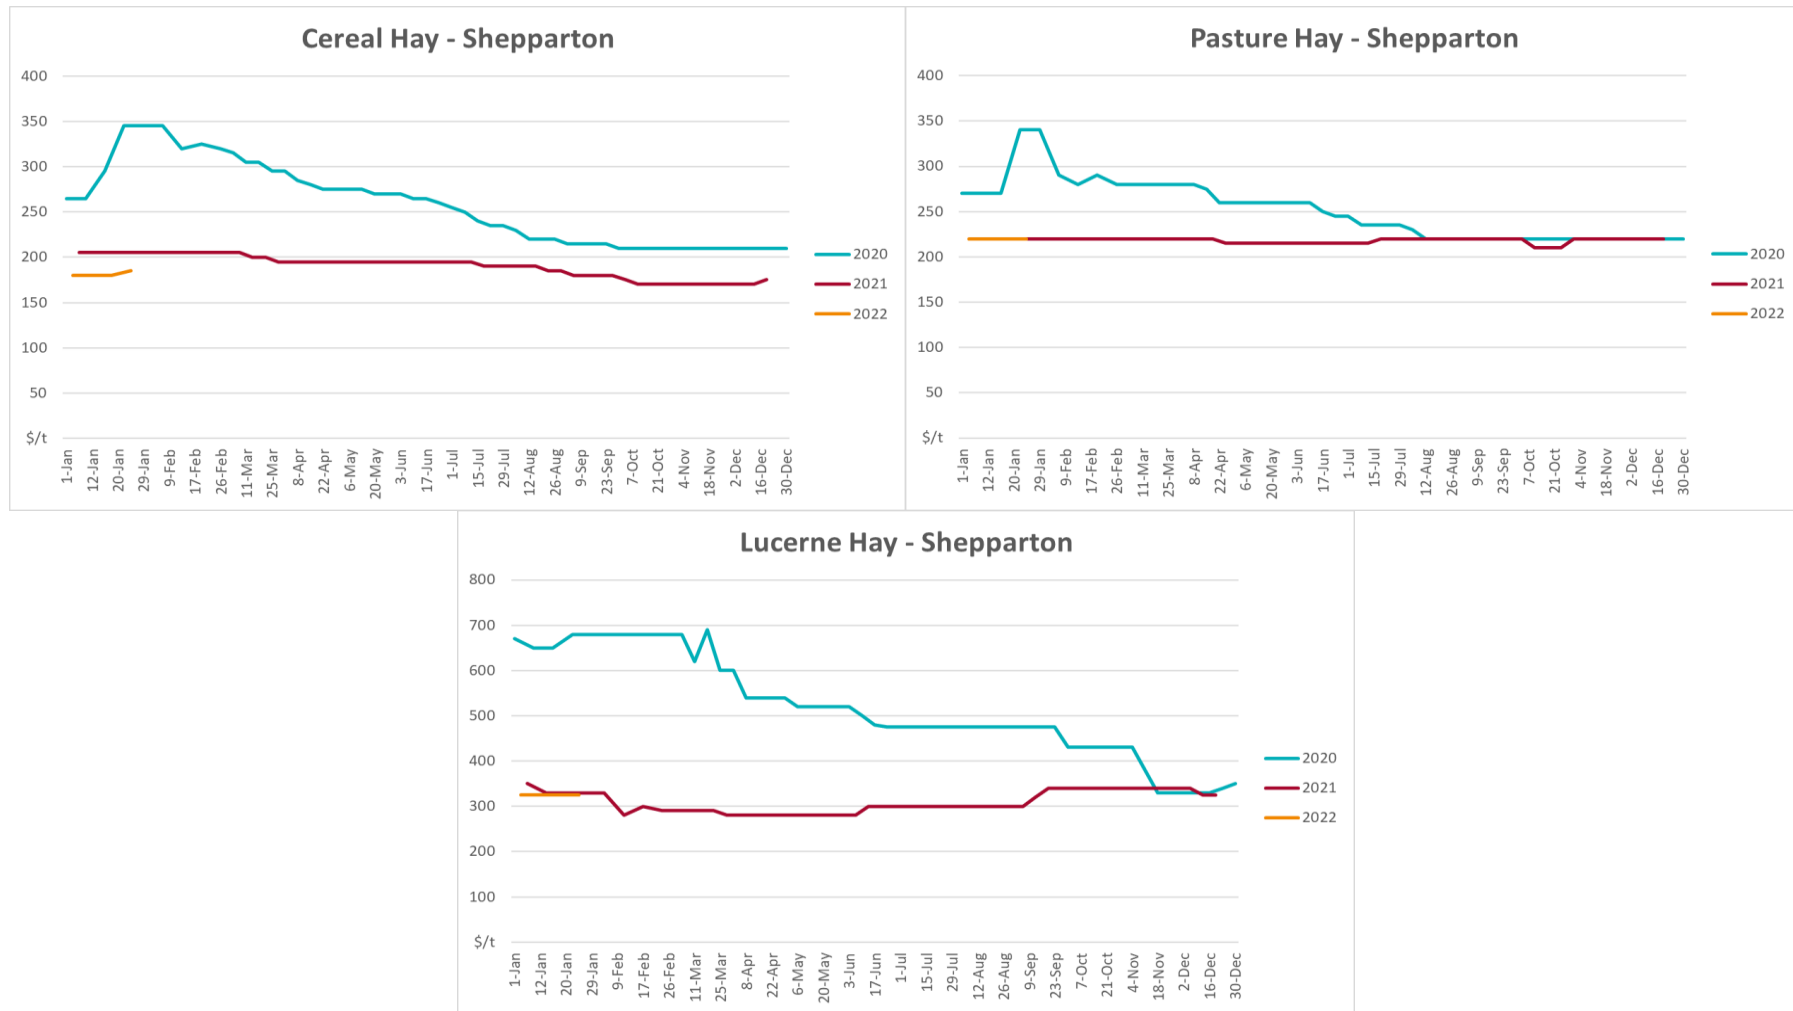 Cereal Hay - Shepparton
400
350
300
250
200
150
100
50
$/t
1-Jan
12-Jan
20-Jan
29-Jan
9-Feb
17-Feb
26-Feb
11-Mar
25-Mar
8-Apr
22-Apr
6-May
20-May
3-Jun
17-Jun
1-Jul
15-Jul
29-Jul
12-Aug
26-Aug
9-Sep
23-Sep
7-Oct
21-Oct
4-Nov
18-Nov
2-Dec
16-Dec
30-Dec
2020
2021
2022
Pasture Hay - Shepparton
400
350
300
250
200
150
100
50
$/t
1-Jan
12-Jan
20-Jan
29-Jan
9-Feb
17-Feb
26-Feb
11-Mar
25-Mar
8-Apr
22-Apr
6-May
20-May
3-Jun
17-Jun
1-Jul
15-Jul
29-Jul
12-Aug
26-Aug
9-Sep
23-Sep
7-Oct
21-Oct
4-Nov
18-Nov
2-Dec
16-Dec
30-Dec
2020
2021
2022
Lucerne Hay - Shepparton
800
700
600
500
400
300
200
100
$/t
1-Jan
12-Jan
20-Jan
29-Jan
9-Feb
17-Feb
26-Feb
11-Mar
25-Mar
8-Apr
22-Apr
6-May
20-May
3-Jun
17-Jun
1-Jul
15-Jul
29-Jul
12-Aug
26-Aug
9-Sep
23-Sep
7-Oct
21-Oct
4-Nov
18-Nov
2-Dec
16-Dec
30-Dec
2020
2021
2022